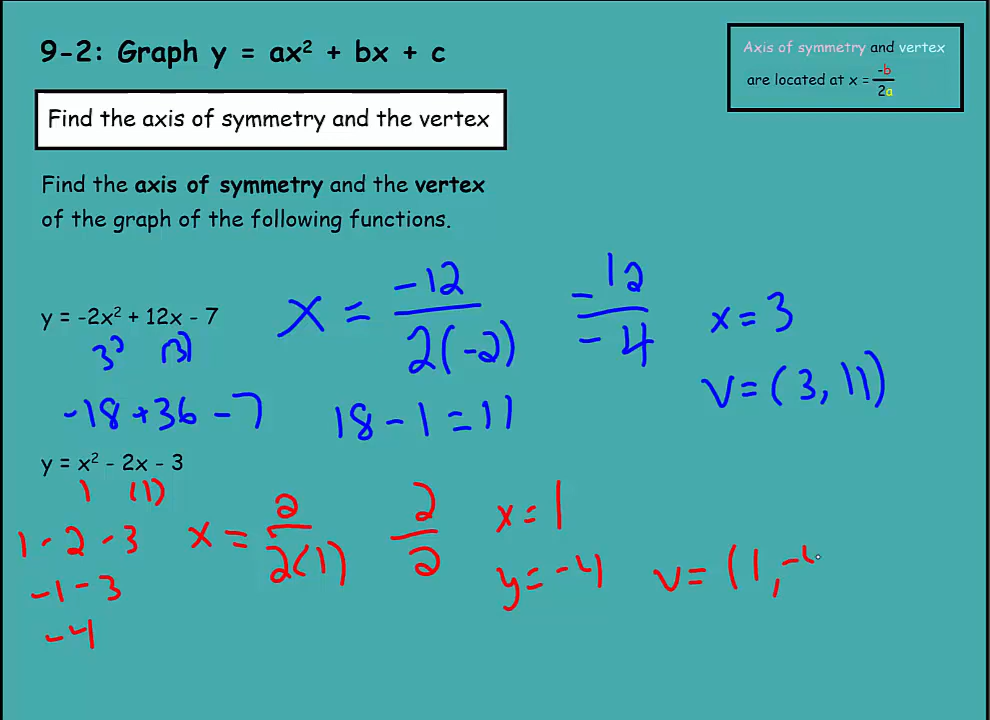 9-2: Graph y = ax² + bx + c
Axis of symmetry and vertex
are located at x = -b/2a
Find the axis of symmetry and the vertex
Find the axis of symmetry and the vertex
of the graph of the following functions.
y = -2x² + 12x - 7
3² (3)
x = -12/2(-2)
-12/-4
x = 3
v = (3, 11)
-18 + 36 - 7
18 - 1 = 11
y = x² - 2x - 3
1 (1)
1 - 2 - 3
x = 2/2(1)
2/2
x = 1
-1 - 3
y = -4
v = (1, -
-4